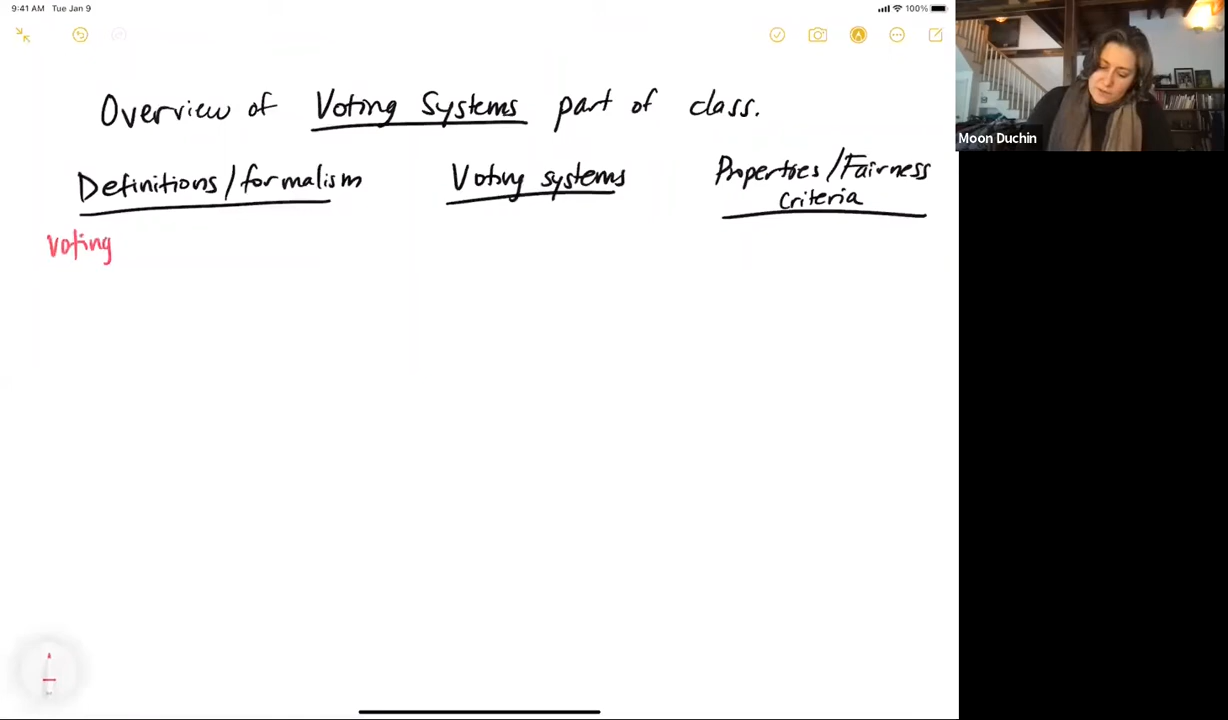 9:41 AM Tue Jan 9
100%
Overview of Voting Systems part of class.
Definitions/formalism
Voting systems
Properties/Fairness
Criteria
Voting
Moon Duchin